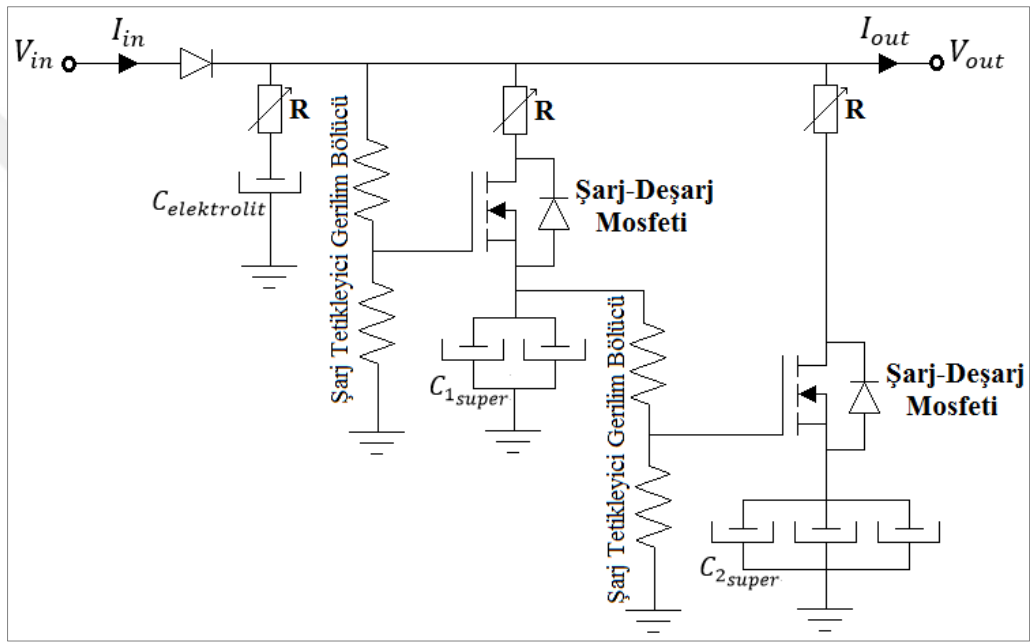 V_in
I_in
I_out
V_out
R
R
R
C_elektrolit
Şarj Tetikleyici Gerilim Bölücü
Şarj-Deşarj
Mosfeti
C_1super
Şarj Tetikleyici Gerilim Bölücü
Şarj-Deşarj
Mosfeti
C_2super